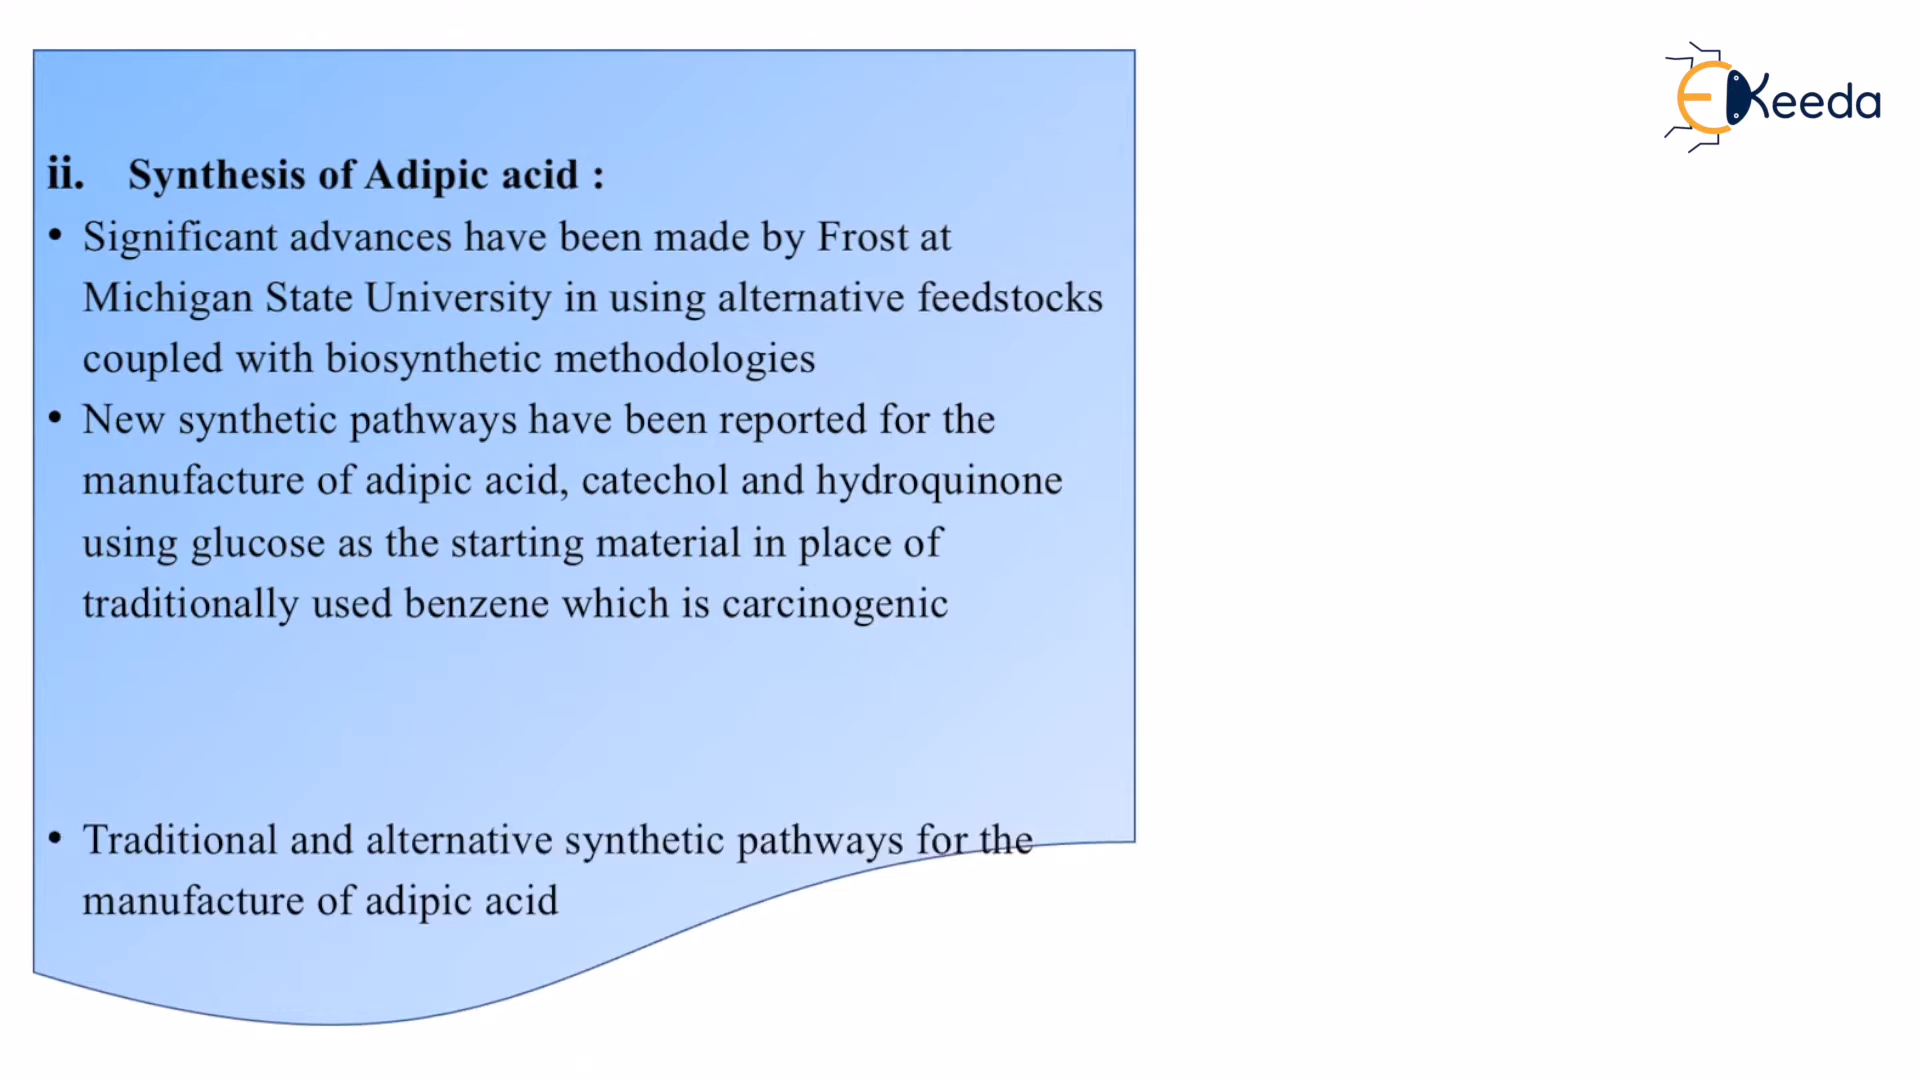 EKeeda
ii. Synthesis of Adipic acid :
• Significant advances have been made by Frost at
Michigan State University in using alternative feedstocks
coupled with biosynthetic methodologies
• New synthetic pathways have been reported for the
manufacture of adipic acid, catechol and hydroquinone
using glucose as the starting material in place of
traditionally used benzene which is carcinogenic
• Traditional and alternative synthetic pathways for the
manufacture of adipic acid